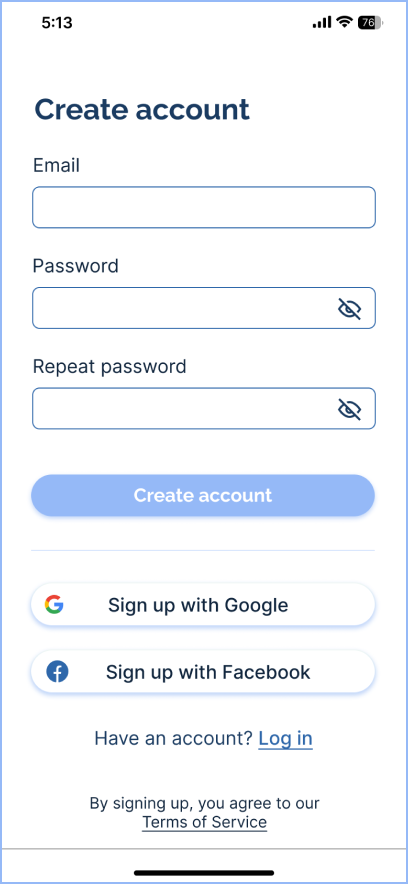 5:13
76
Create account
Email
Password
Repeat password
Create account
Sign up with Google
Sign up with Facebook
Have an account? Log in
By signing up, you agree to our
Terms of Service